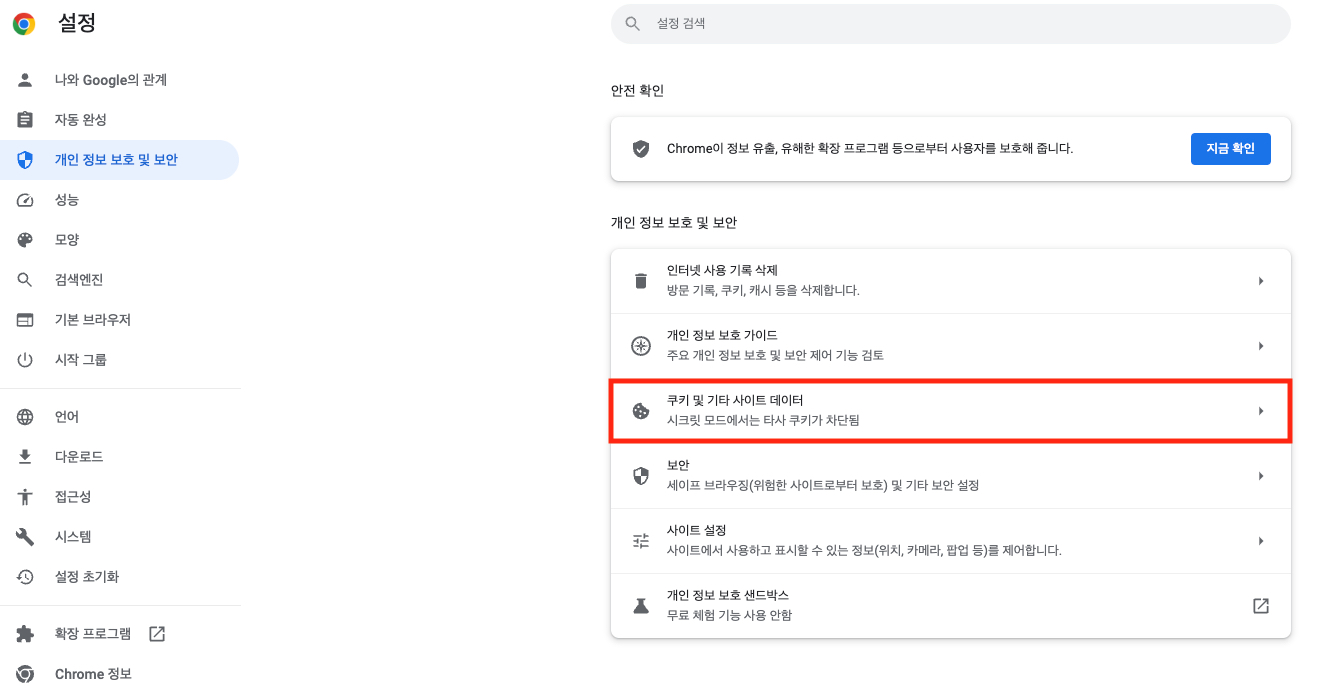 설정
설정 검색
나와 Google의 관계
자동 완성
개인 정보 보호 및 보안
성능
모양
검색엔진
기본 브라우저
시작 그룹
언어
다운로드
접근성
시스템
설정 초기화
확장 프로그램
Chrome 정보
안전 확인
Chrome이 정보 유출, 유해한 확장 프로그램 등으로부터 사용자를 보호해 줍니다.
지금 확인
개인 정보 보호 및 보안
인터넷 사용 기록 삭제
방문 기록, 쿠키, 캐시 등을 삭제합니다.
개인 정보 보호 가이드
주요 개인 정보 보호 및 보안 제어 기능 검토
쿠키 및 기타 사이트 데이터
시크릿 모드에서는 타사 쿠키가 차단됨
보안
세이프 브라우징(위험한 사이트로부터 보호) 및 기타 보안 설정
사이트 설정
사이트에서 사용하고 표시할 수 있는 정보(위치, 카메라, 팝업 등)를 제어합니다.
개인 정보 보호 샌드박스
무료 체험 기능 사용 안함